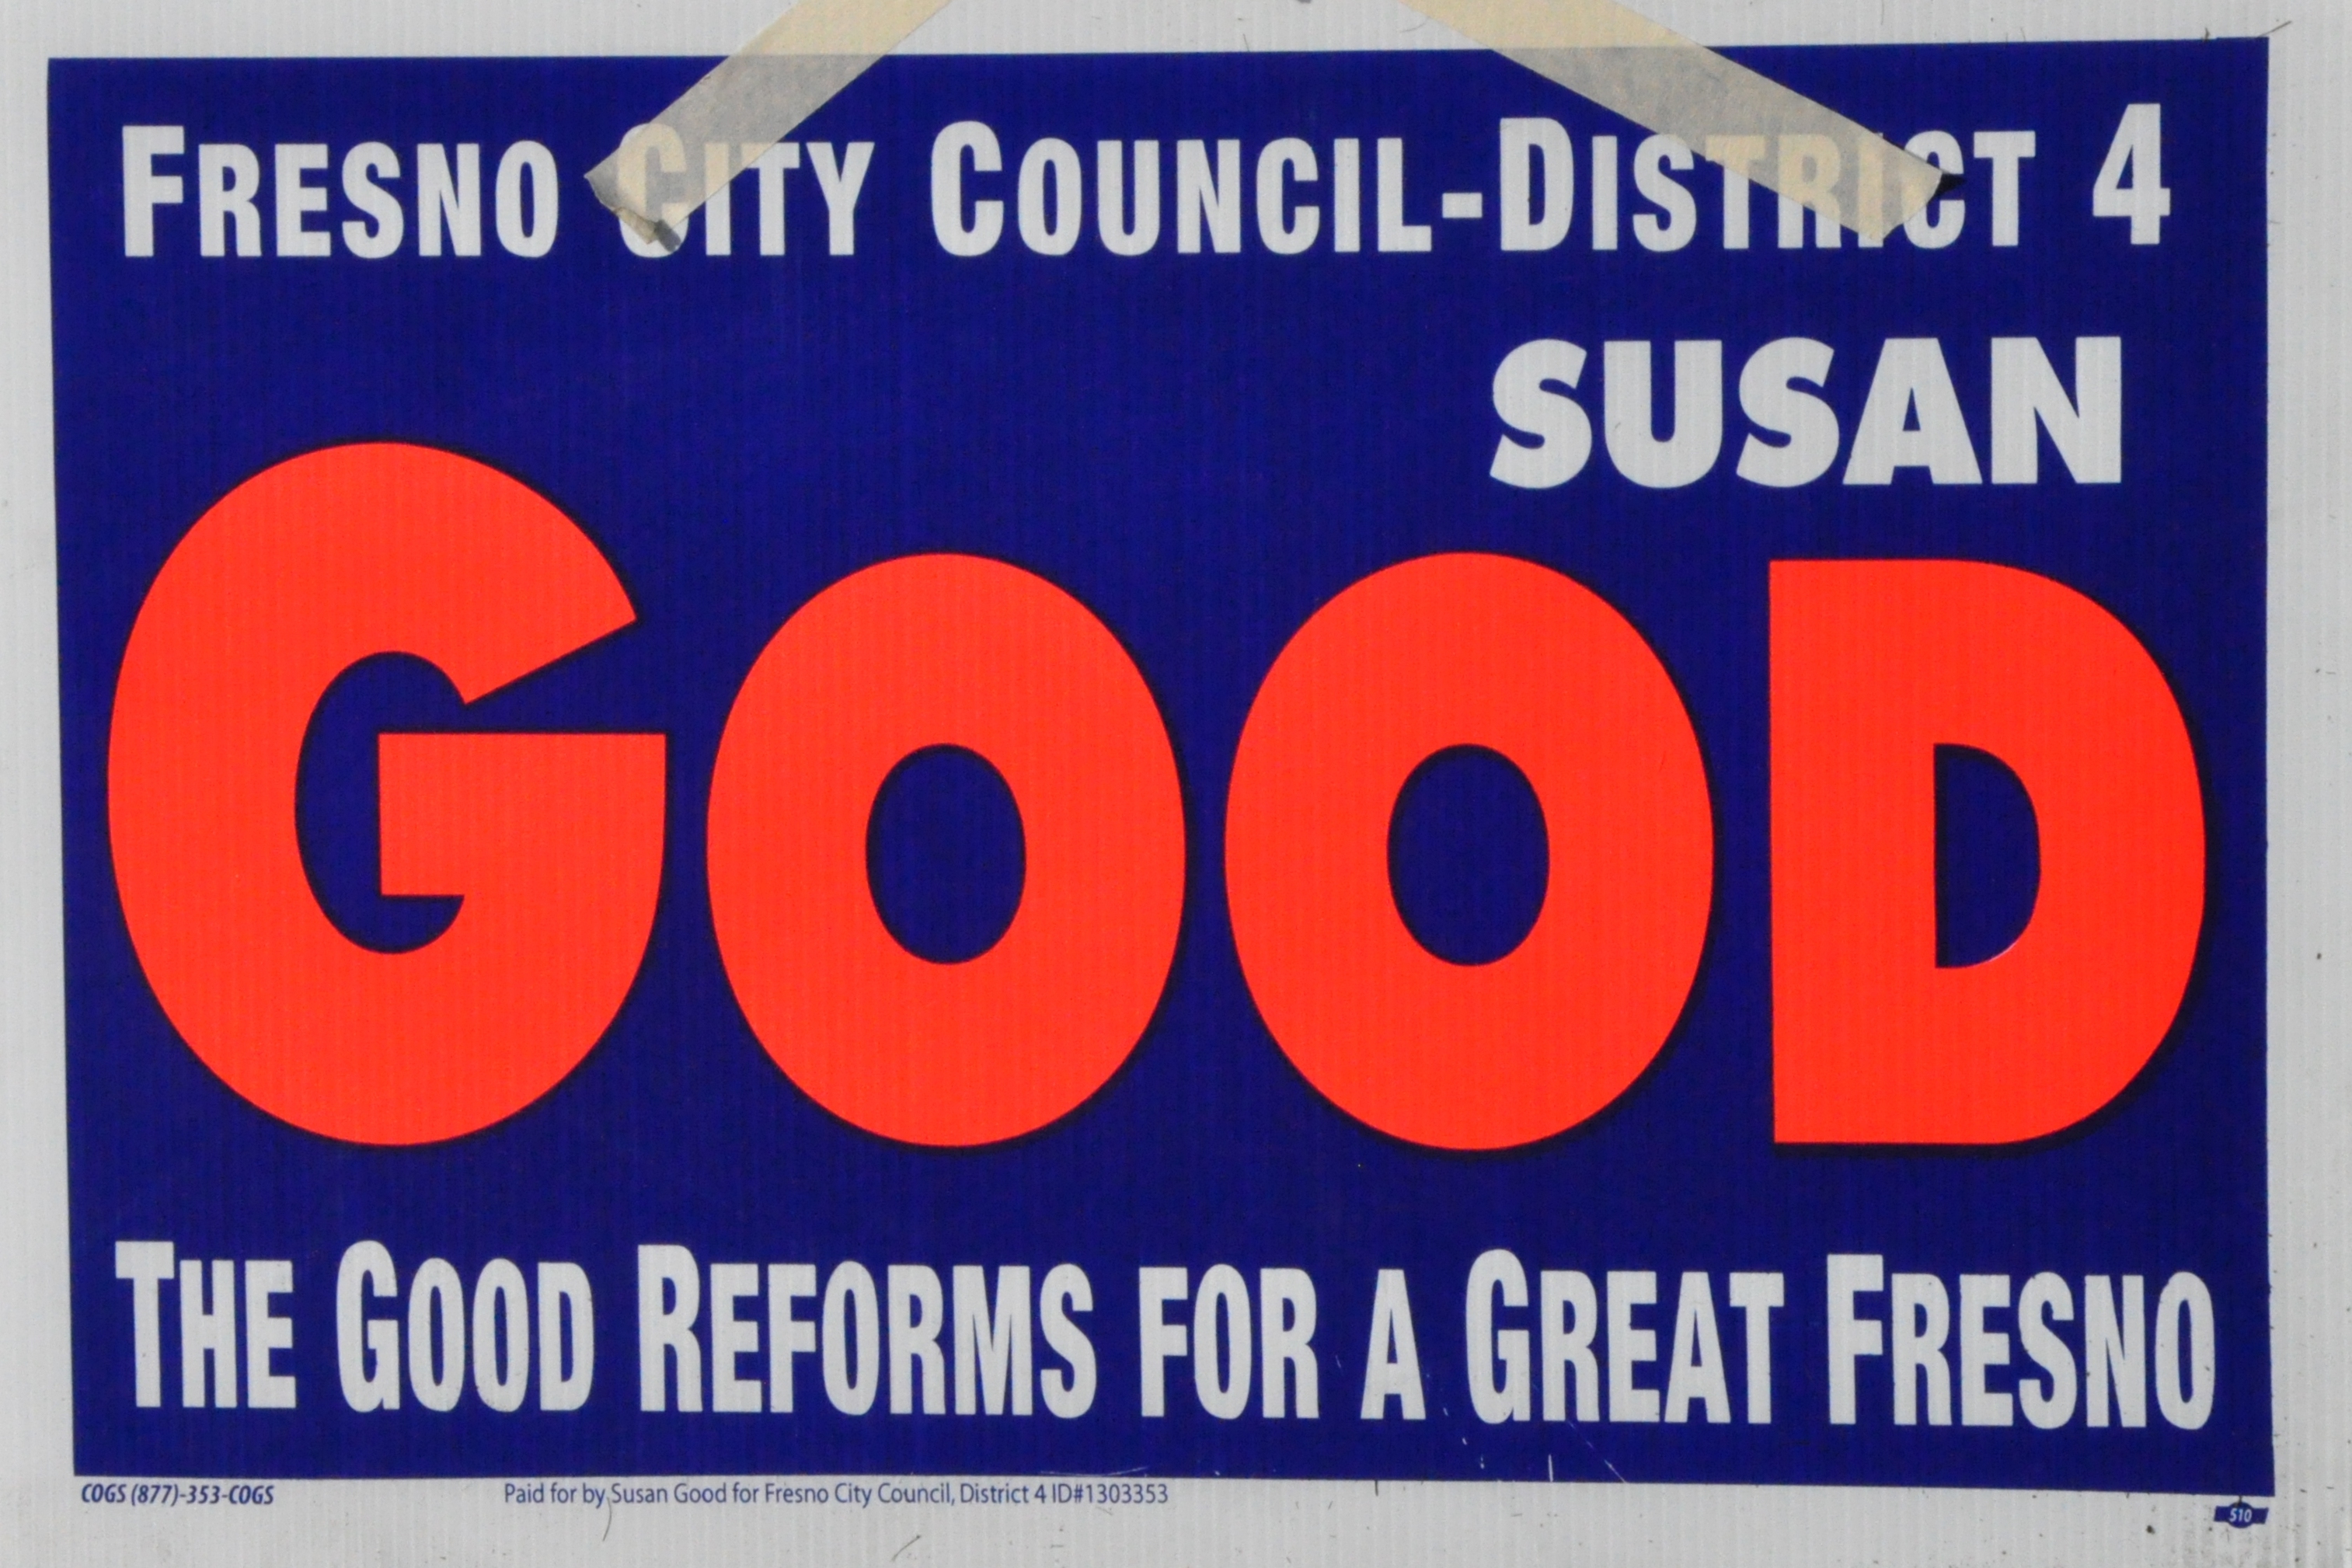 FRESNO CITY COUNCIL-DISTRICT 4
SUSAN
GOOD
THE GOOD REFORMS FOR A GREAT FRESNO
COGS (877)-353-COGS Paid for by Susan Good for Fresno City Council, District 4 ID#1303353
510